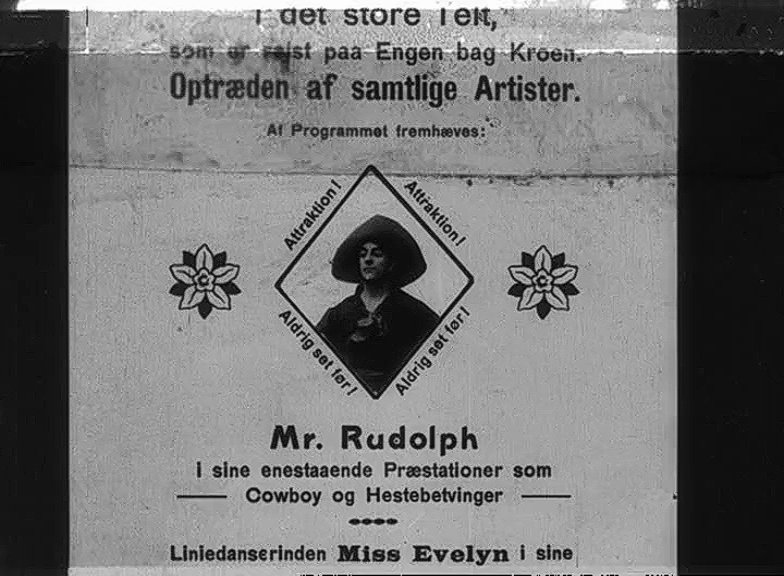 i det store Telt,
som er rejst paa Engen bag Kroen.
Optræden af samtlige Artister.
Af Programmet fremhæves:
Attraktion! Attraktion!
Aldrig set før! Aldrig set før!
Mr. Rudolph
i sine enestaaende Præstationer som
Cowboy og Hestebetvinger
Liniedanserinden Miss Evelyn i sine